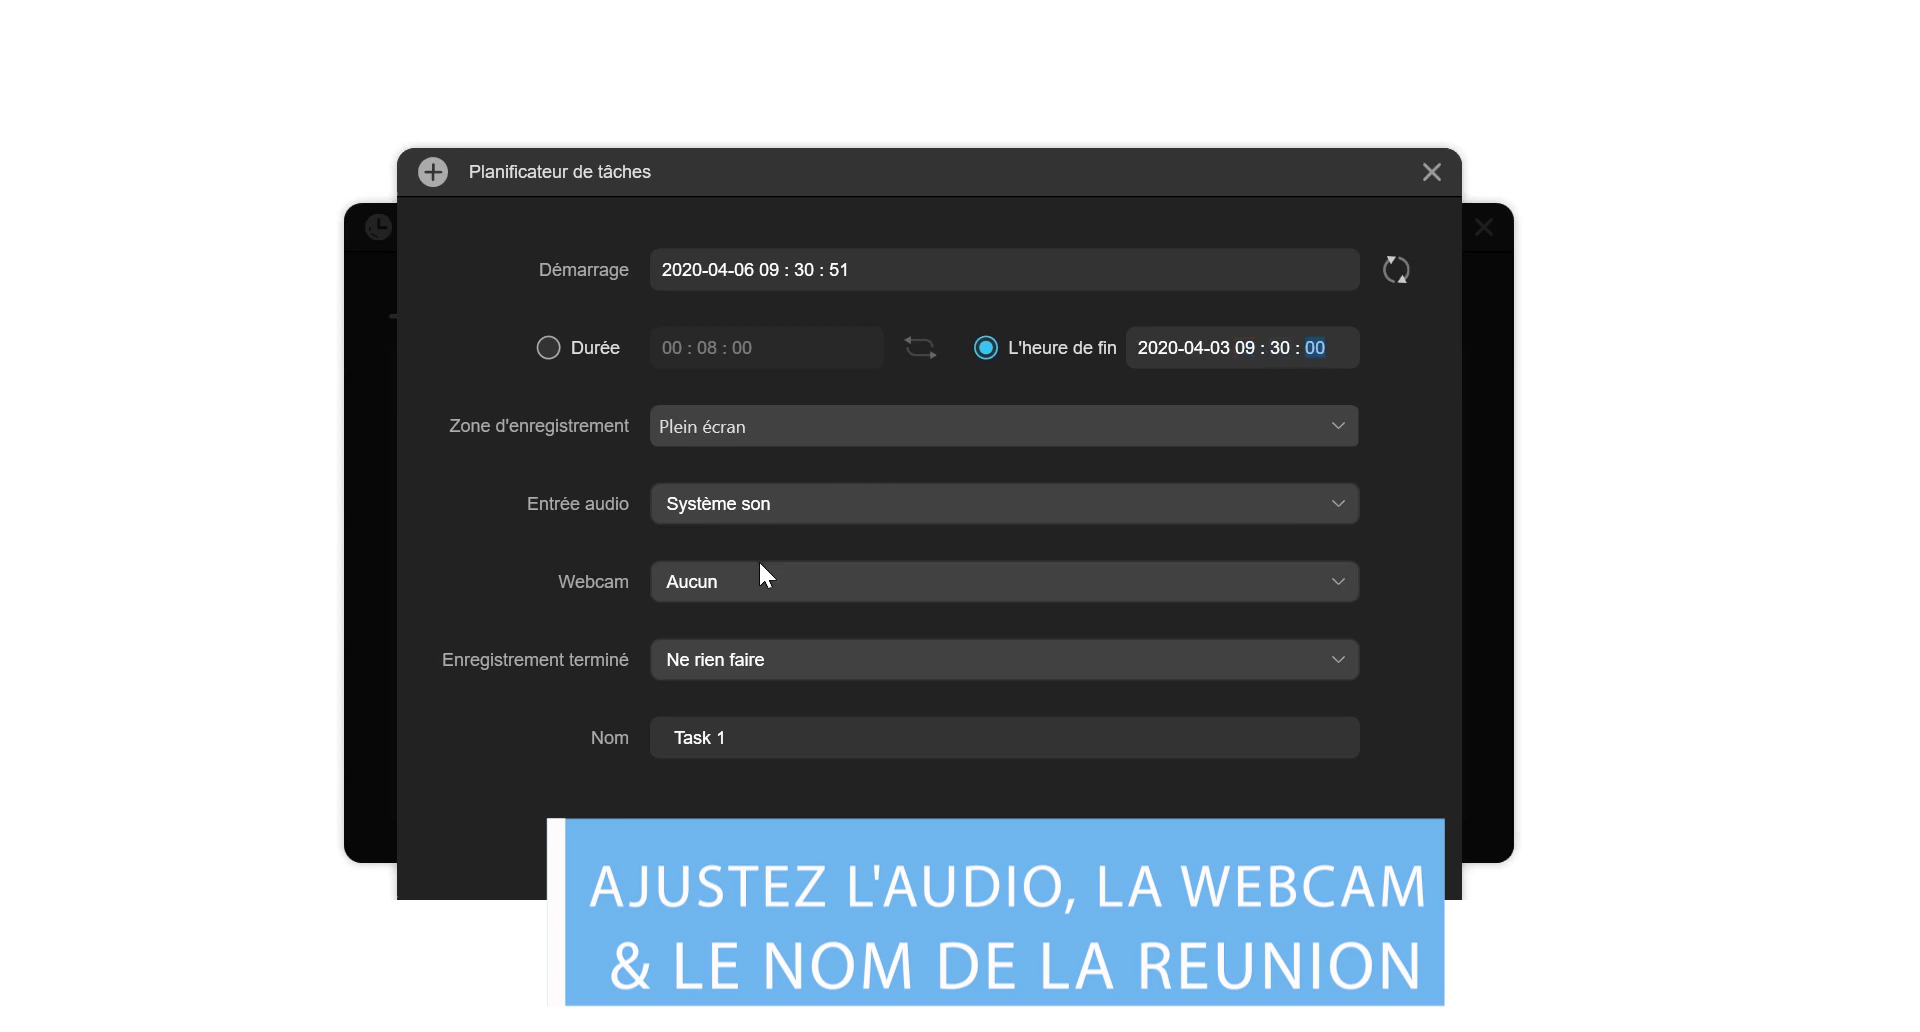 Planificateur de tâches
Démarrage 2020-04-06 09 : 30 : 51
Durée 00 : 08 : 00 L'heure de fin 2020-04-03 09 : 30 : 00
Zone d'enregistrement Plein écran
Entrée audio Système son
Webcam Aucun
Enregistrement terminé Ne rien faire
Nom Task 1
AJUSTEZ L'AUDIO, LA WEBCAM
& LE NOM DE LA REUNION